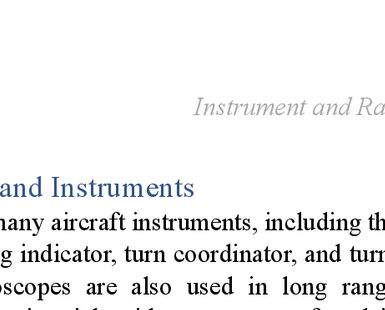 Instrument and Ra
and Instruments
many aircraft instruments, including th
g indicator, turn coordinator, and turn
oscopes are also used in long rang